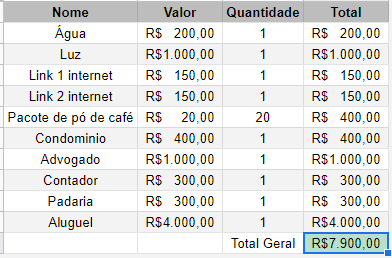 Nome Valor Quantidade Total
Água R$ 200,00 1 R$ 200,00
Luz R$1.000,00 1 R$1.000,00
Link 1 internet R$ 150,00 1 R$ 150,00
Link 2 internet R$ 150,00 1 R$ 150,00
Pacote de pó de café R$ 20,00 20 R$ 400,00
Condominio R$ 400,00 1 R$ 400,00
Advogado R$1.000,00 1 R$1.000,00
Contador R$ 300,00 1 R$ 300,00
Padaria R$ 300,00 1 R$ 300,00
Aluguel R$4.000,00 1 R$4.000,00
Total Geral R$7.900,00